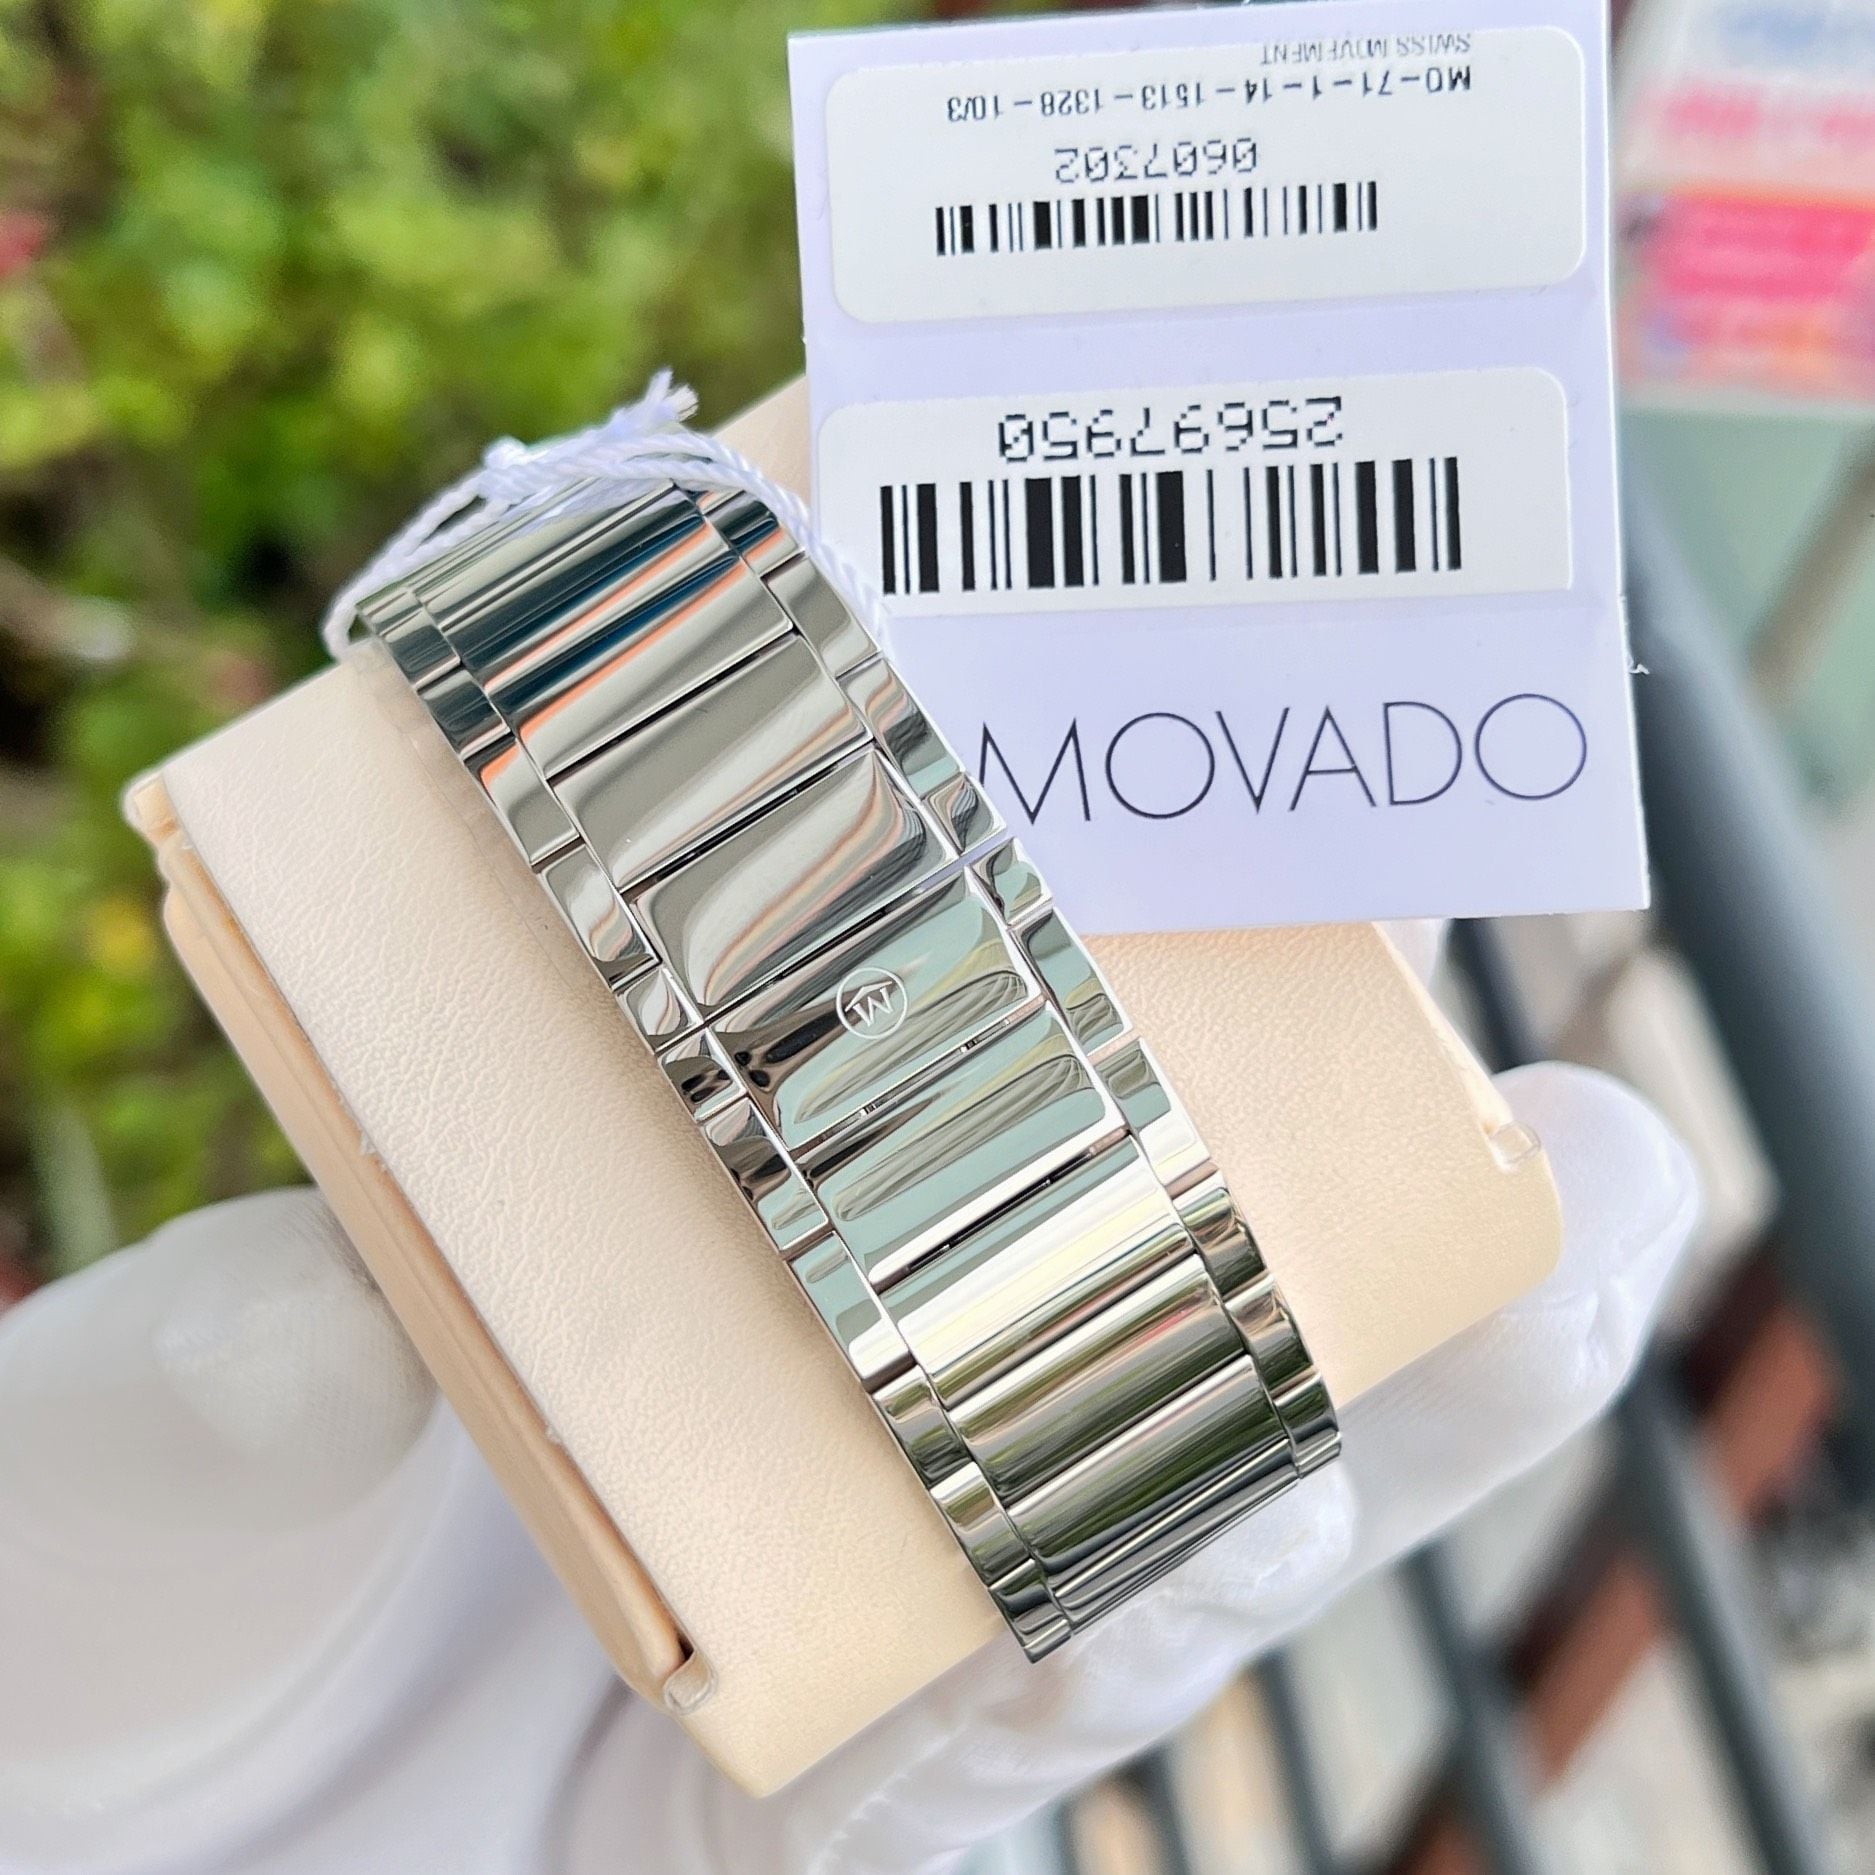 SWISS MOVEMENT
MO-71-1-14-1513-1328-10/3
0607302
25697950
MOVADO
M